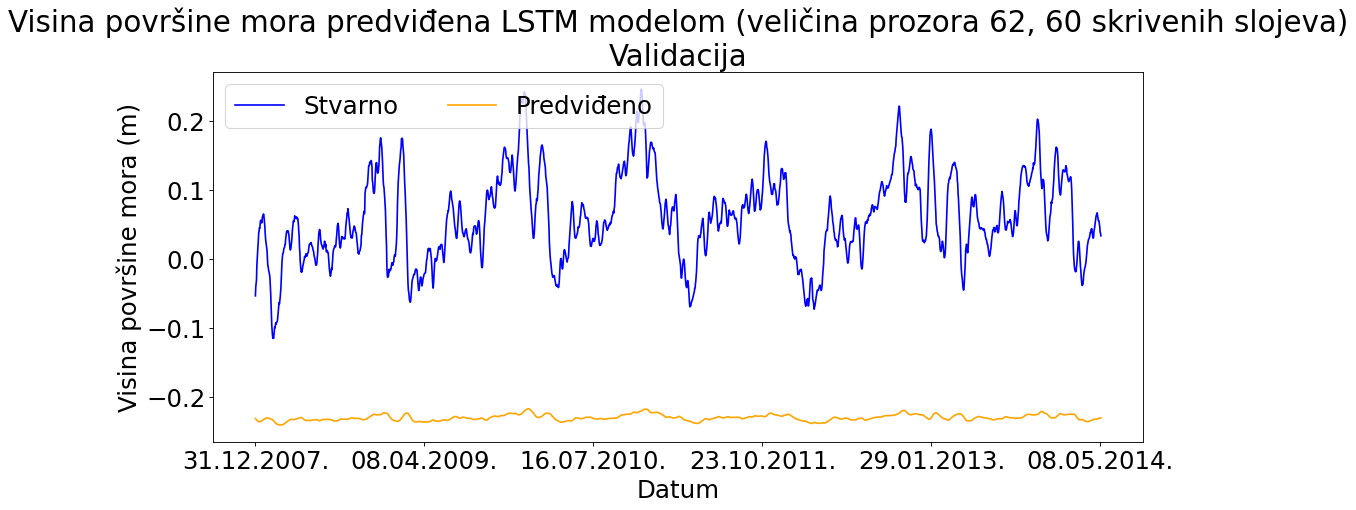 Visina površine mora predviđena LSTM modelom (veličina prozora 62, 60 skrivenih slojeva)
Validacija
Stvarno Predviđeno
Visina površine mora (m)
0.2
0.1
0.0
−0.1
−0.2
31.12.2007. 08.04.2009. 16.07.2010. 23.10.2011. 29.01.2013. 08.05.2014.
Datum